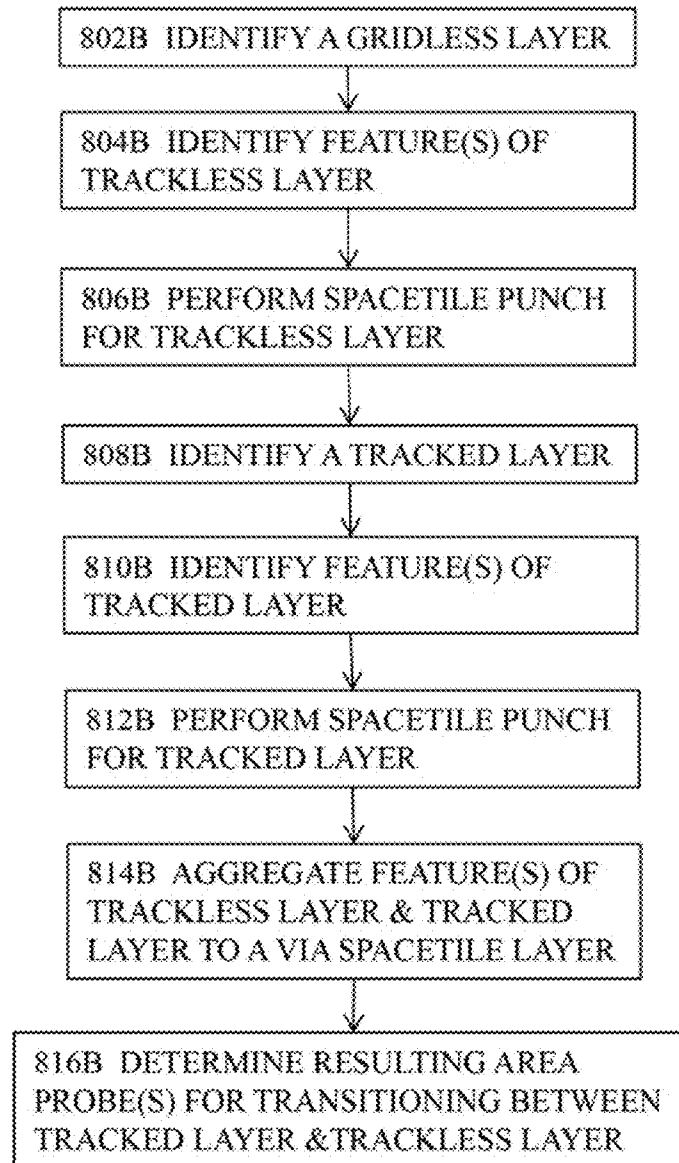 802B IDENTIFY A GRIDLESS LAYER
804B IDENTIFY FEATURE(S) OF
TRACKLESS LAYER
806B PERFORM SPACETILE PUNCH
FOR TRACKLESS LAYER
808B IDENTIFY A TRACKED LAYER
810B IDENTIFY FEATURE(S) OF
TRACKED LAYER
812B PERFORM SPACETILE PUNCH
FOR TRACKED LAYER
814B AGGREGATE FEATURE(S) OF
TRACKLESS LAYER & TRACKED
LAYER TO A VIA SPACETILE LAYER
816B DETERMINE RESULTING AREA
PROBE(S) FOR TRANSITIONING BETWEEN
TRACKED LAYER &TRACKLESS LAYER